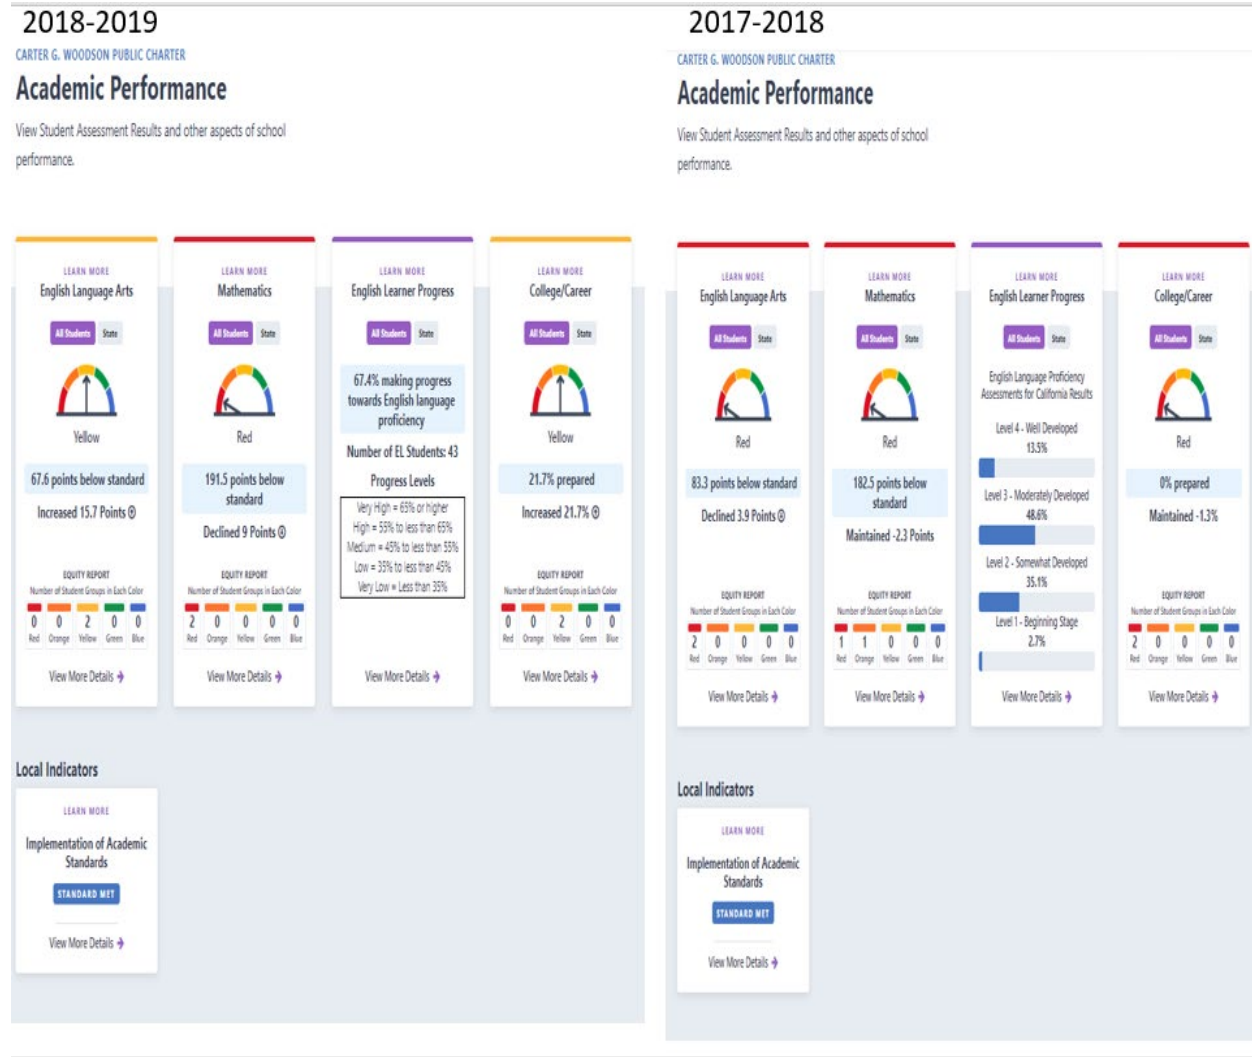 2018-2019
CARTER G. WOODSON PUBLIC CHARTER
Academic Performance
View Student Assessment Results and other aspects of school
performance.
LEARN MORE
English Language Arts
All Students State
Yellow
67.6 points below standard
Increased 15.7 Points
EQUITY REPORT
Number of Student Groups in Each Color
0 0 2 0 0
Red Orange Yellow Green Blue
View More Details
LEARN MORE
Mathematics
All Students State
Red
191.5 points below
standard
Declined 9 Points
EQUITY REPORT
Number of Student Groups in Each Color
2 0 0 0 0
Red Orange Yellow Green Blue
View More Details
LEARN MORE
English Learner Progress
All Students State
67.4% making progress
towards English language
proficiency
Number of EL Students: 43
Progress Levels
Very High = 65% or higher
High = 55% to less than 65%
Medium = 45% to less than 55%
Low = 35% to less than 45%
Very Low = Less than 35%
View More Details
LEARN MORE
College/Career
All Students State
Yellow
21.7% prepared
Increased 21.7%
EQUITY REPORT
Number of Student Groups in Each Color
0 0 2 0 0
Red Orange Yellow Green Blue
View More Details
Local Indicators
LEARN MORE
Implementation of Academic
Standards
STANDARD MET
View More Details
2017-2018
CARTER G. WOODSON PUBLIC CHARTER
Academic Performance
View Student Assessment Results and other aspects of school
performance.
LEARN MORE
English Language Arts
All Students State
Red
83.3 points below standard
Declined 3.9 Points
EQUITY REPORT
Number of Student Groups in Each Color
2 0 0 0 0
Red Orange Yellow Green Blue
View More Details
LEARN MORE
Mathematics
All Students State
Red
182.5 points below
standard
Maintained -2.3 Points
EQUITY REPORT
Number of Student Groups in Each Color
1 1 0 0 0
Red Orange Yellow Green Blue
View More Details
LEARN MORE
English Learner Progress
All Students State
English Language Proficiency
Assessments for California Results
Level 4 - Well Developed
13.5%
Level 3 - Moderately Developed
48.6%
Level 2 - Somewhat Developed
35.1%
Level 1 - Beginning Stage
2.7%
View More Details
LEARN MORE
College/Career
All Students State
Red
0% prepared
Maintained -1.3%
EQUITY REPORT
Number of Student Groups in Each Color
2 0 0 0 0
Red Orange Yellow Green Blue
View More Details
Local Indicators
LEARN MORE
Implementation of Academic
Standards
STANDARD MET
View More Details